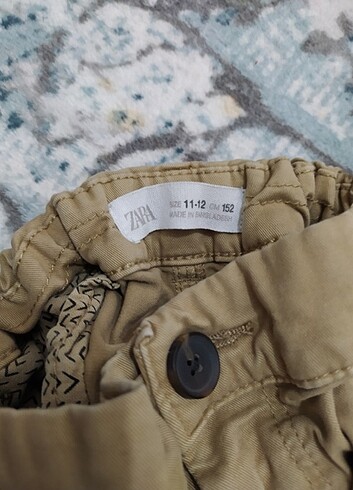 ZARA
SIZE 11-12 CM 152
MADE IN BANGLADESH